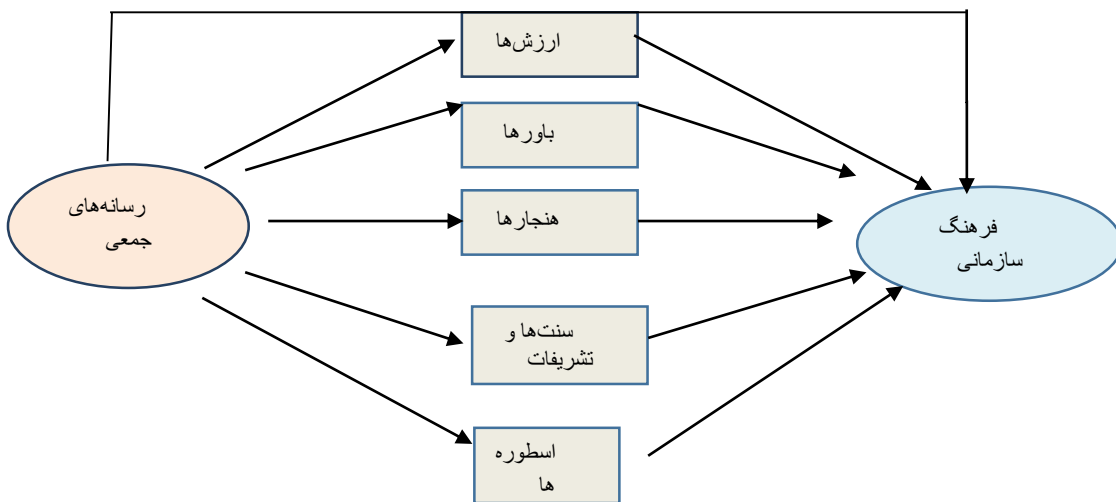 ارزش‌ها
باورها
رسانه‌های
جمعی
هنجارها
فرهنگ
سازمانی
سنت‌ها و
تشریفات
اسطوره
ها